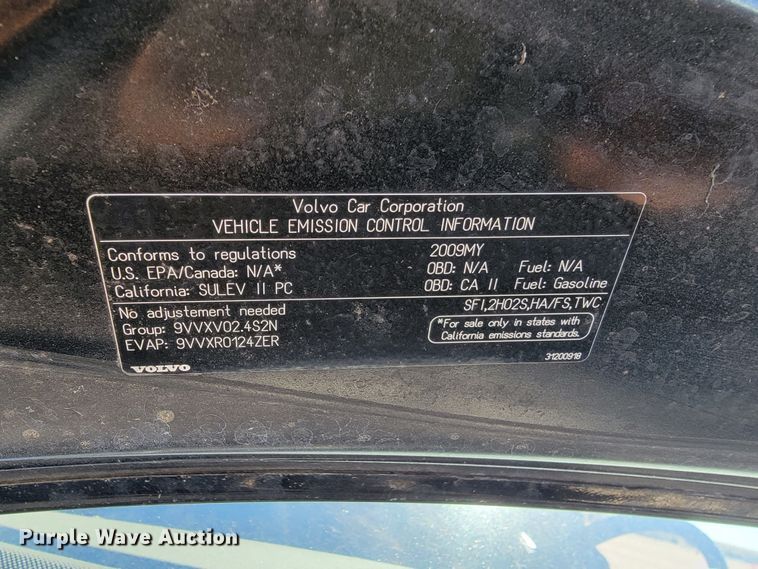 Volvo Car Corporation
VEHICLE EMISSION CONTROL INFORMATION
Conforms to regulations 2009MY
U.S. EPA/Canada: N/A* OBD: N/A Fuel: N/A
California: SULEV II PC OBD: CA II Fuel: Gasoline
No adjustement needed SFI,2HO2S,HA/FS,TWC
Group: 9VVXV02.4S2N *For sale only in states with
EVAP: 9VVXR0124ZER California emissions standards.
VOLVO 31200918
Purple Wave Auction